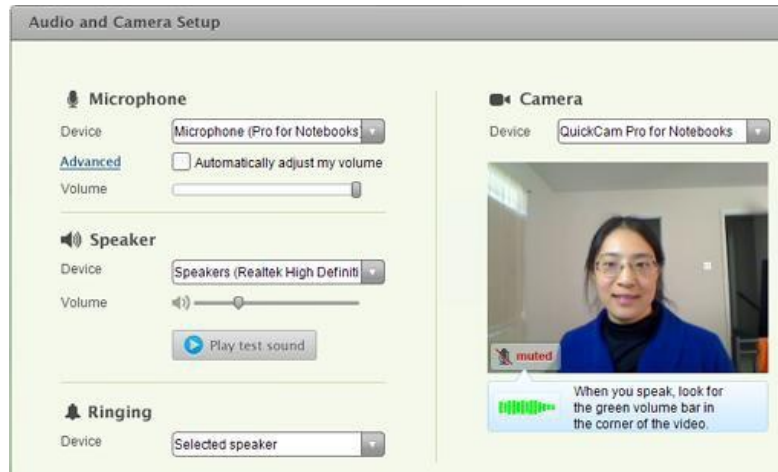 Audio and Camera Setup
Microphone
Device
Microphone (Pro for Notebooks)
Advanced
Automatically adjust my volume
Volume
Speaker
Device
Speakers (Realtek High Definiti
Volume
Play test sound
Ringing
Device
Selected speaker
Camera
Device
QuickCam Pro for Notebooks
muted
When you speak, look for
the green volume bar in
the corner of the video.